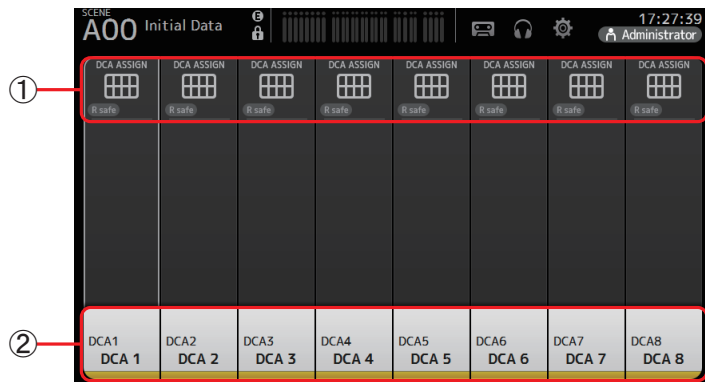 SCENE
A00 Initial Data
E
17:27:39
Administrator
①
DCA ASSIGN DCA ASSIGN DCA ASSIGN DCA ASSIGN DCA ASSIGN DCA ASSIGN DCA ASSIGN DCA ASSIGN
R safe R safe R safe R safe R safe R safe R safe R safe
②
DCA1 DCA2 DCA3 DCA4 DCA5 DCA6 DCA7 DCA8
DCA 1 DCA 2 DCA 3 DCA 4 DCA 5 DCA 6 DCA 7 DCA 8